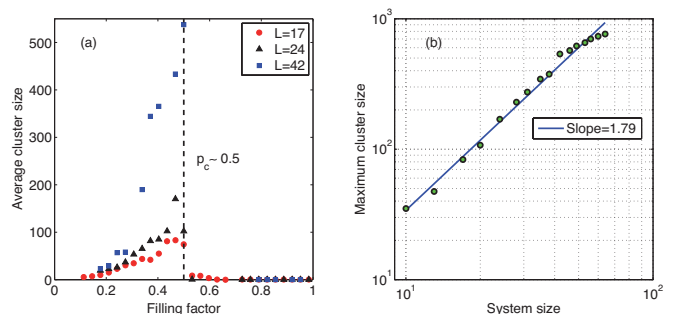 (a)
L=17
L=24
L=42
p_c~ 0.5
Average cluster size
500
400
300
200
100
0
0 0.2 0.4 0.6 0.8 1
Filling factor
(b)
Slope=1.79
Maximum cluster size
10^3
10^2
10^1
10^1 10^2
System size